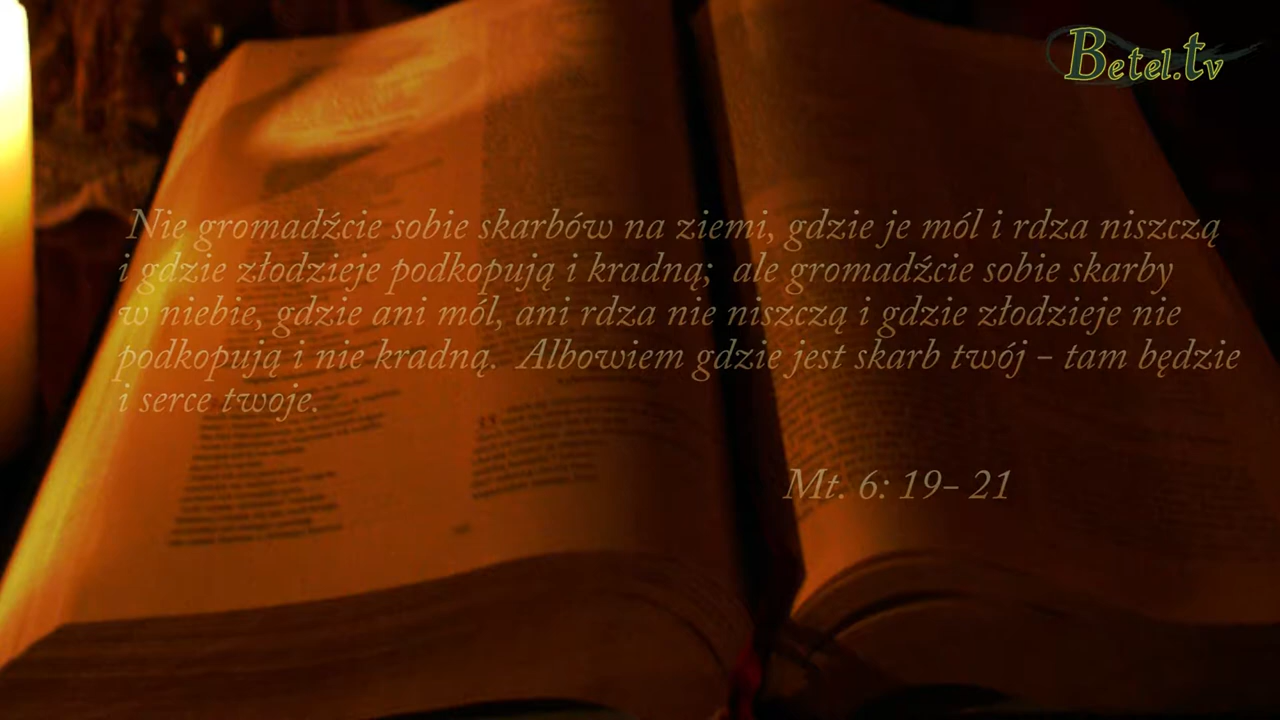 Betel.tv
Nie gromadźcie sobie skarbów na ziemi, gdzie je mól i rdza niszczą
i gdzie złodzieje podkopują i kradną; ale gromadźcie sobie skarby
w niebie, gdzie ani mól, ani rdza nie niszczą i gdzie złodzieje nie
podkopują i nie kradną. Albowiem gdzie jest skarb twój – tam będzie
i serce twoje.
Mt. 6: 19– 21